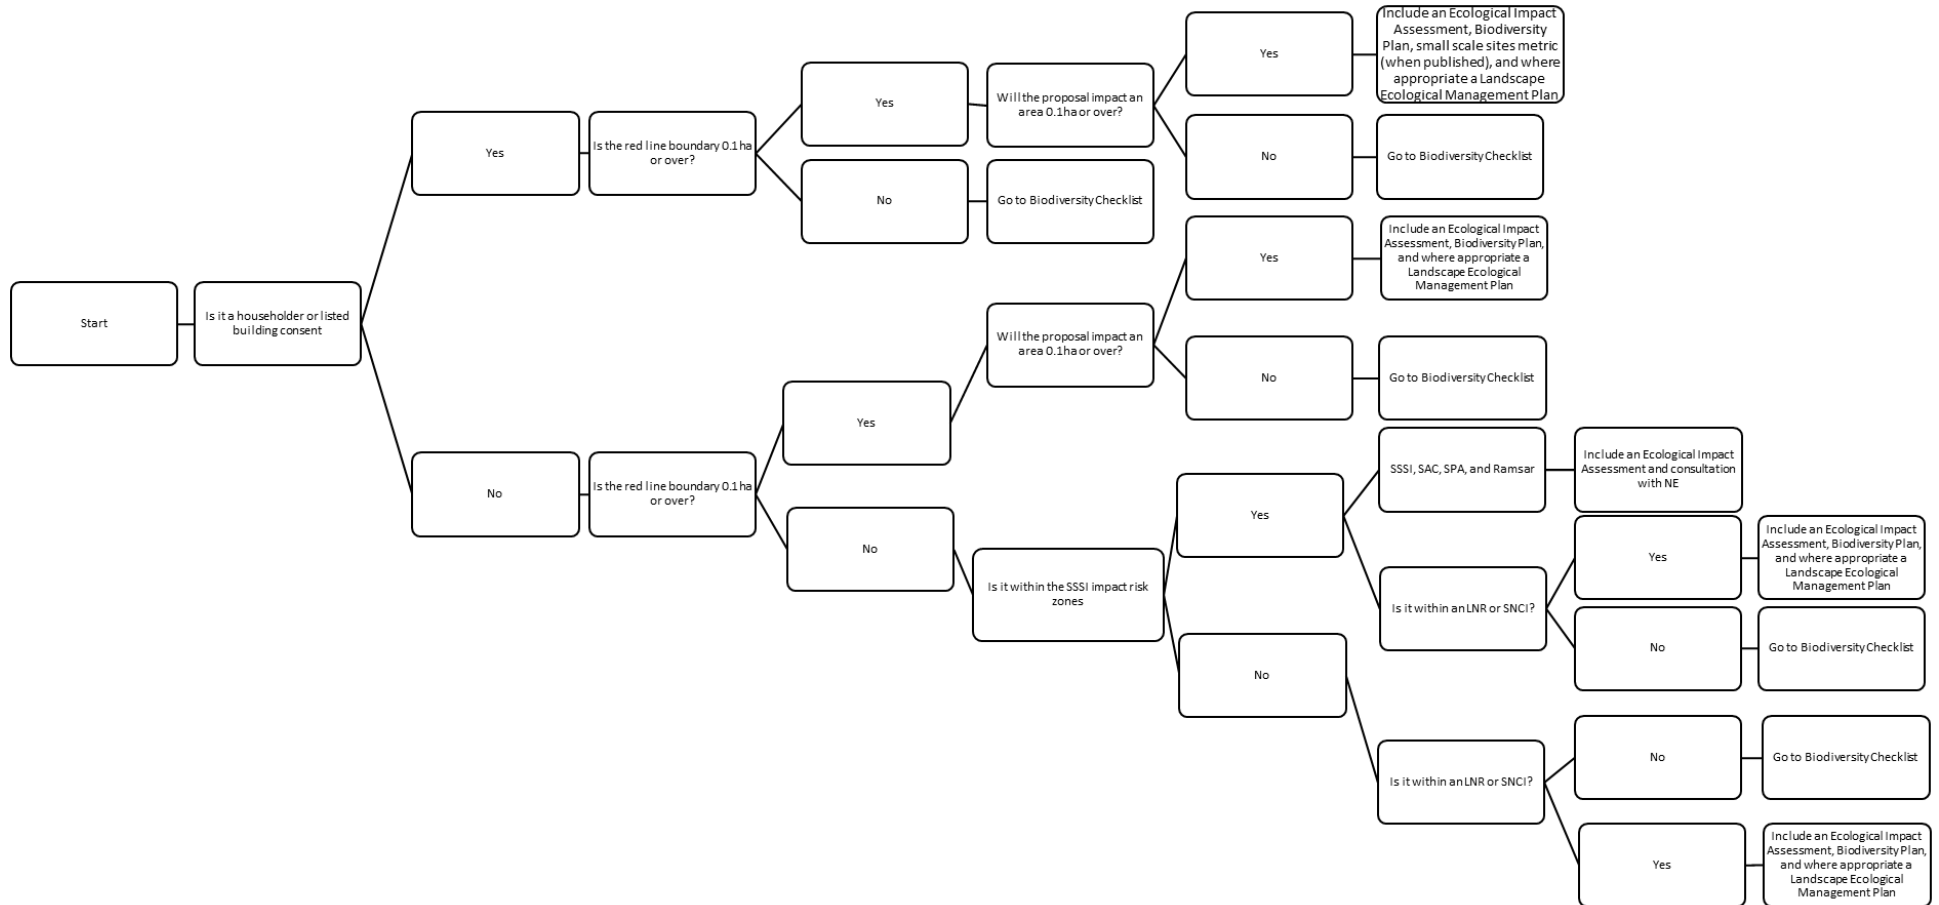 Start
Is it a householder or listed
building consent
Yes
Is the red line boundary 0.1ha
or over?
Yes
Will the proposal impact an
area 0.1ha or over?
Yes
Include an Ecological Impact
Assessment, Biodiversity
Plan, small scale sites metric
(when published), and where
appropriate a Landscape
Ecological Management Plan
No
Go to Biodiversity Checklist
No
Go to Biodiversity Checklist
No
Is the red line boundary 0.1ha
or over?
Yes
Will the proposal impact an
area 0.1ha or over?
Yes
Include an Ecological Impact
Assessment, Biodiversity Plan,
and where appropriate a
Landscape Ecological
Management Plan
No
Go to Biodiversity Checklist
No
Is it within the SSSI impact risk
zones
Yes
SSSI, SAC, SPA, and Ramsar
Include an Ecological Impact
Assessment and consultation
with NE
Is it within an LNR or SNCI?
Yes
Include an Ecological Impact
Assessment, Biodiversity Plan,
and where appropriate a
Landscape Ecological
Management Plan
No
Go to Biodiversity Checklist
No
Is it within an LNR or SNCI?
No
Go to Biodiversity Checklist
Yes
Include an Ecological Impact
Assessment, Biodiversity Plan,
and where appropriate a
Landscape Ecological
Management Plan